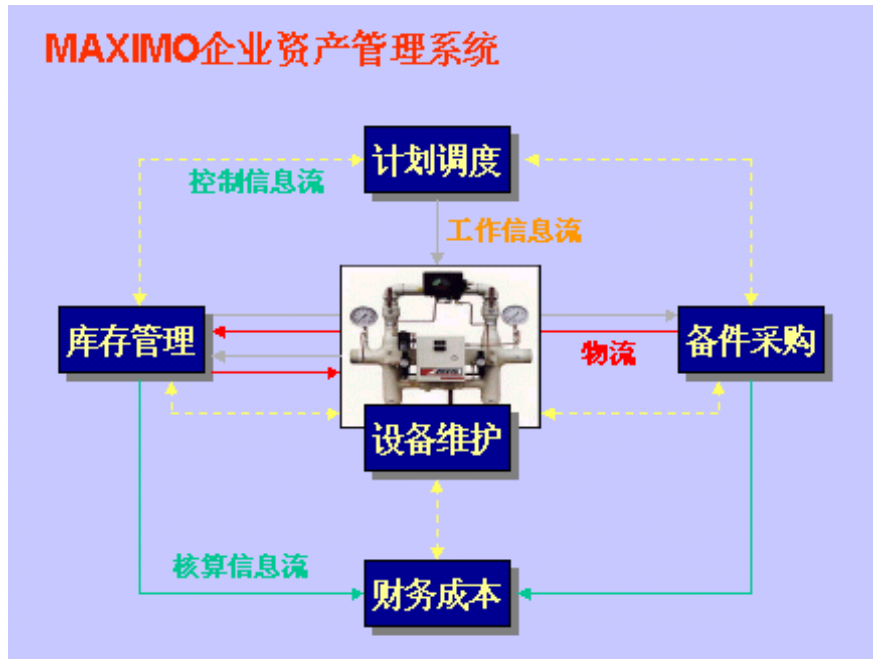 MAXIMO企业资产管理系统
计划调度
控制信息流
工作信息流
库存管理
备件采购
物流
设备维护
核算信息流
财务成本